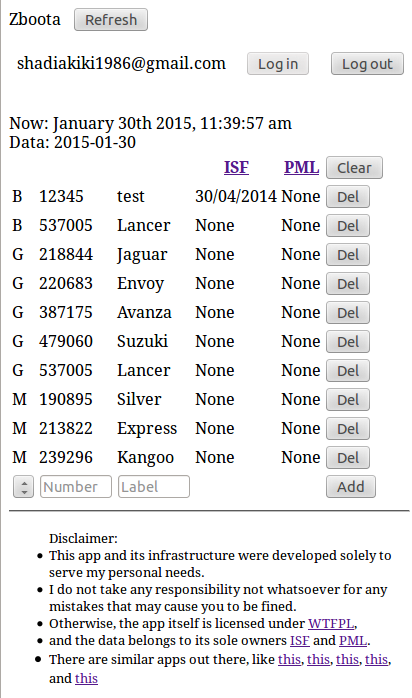 Zboota Refresh
shadiakiki1986@gmail.com Log in Log out
Now: January 30th 2015, 11:39:57 am
Data: 2015-01-30
ISF PML Clear
B 12345 test 30/04/2014 None Del
B 537005 Lancer None None Del
G 218844 Jaguar None None Del
G 220683 Envoy None None Del
G 387175 Avanza None None Del
G 479060 Suzuki None None Del
G 537005 Lancer None None Del
M 190895 Silver None None Del
M 213822 Express None None Del
M 239296 Kangoo None None Del
Number Label Add
Disclaimer:
• This app and its infrastructure were developed solely to
serve my personal needs.
• I do not take any responsibility not whatsoever for any
mistakes that may cause you to be fined.
• Otherwise, the app itself is licensed under WTFPL,
• and the data belongs to its sole owners ISF and PML.
• There are similar apps out there, like this, this, this, this,
and this